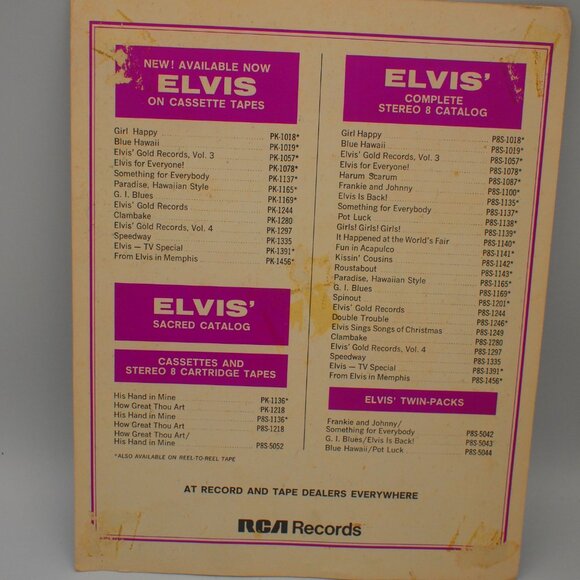 NEW! AVAILABLE NOW
ELVIS
ON CASSETTE TAPES
Girl Happy PK-1018*
Blue Hawaii PK-1019*
Elvis' Gold Records, Vol. 3 PK-1057*
Elvis for Everyone! PK-1078*
Something for Everybody PK-1137*
Paradise, Hawaiian Style PK-1165*
G. I. Blues PK-1169*
Elvis' Gold Records PK-1244
Clambake PK-1280
Elvis' Gold Records, Vol. 4 PK-1297
Speedway PK-1335
Elvis — TV Special PK-1391*
From Elvis in Memphis PK-1456*
ELVIS'
SACRED CATALOG
CASSETTES AND
STEREO 8 CARTRIDGE TAPES
His Hand in Mine PK-1136*
How Great Thou Art PK-1218
His Hand in Mine P8S-1136*
How Great Thou Art P8S-1218
How Great Thou Art/
His Hand in Mine P8S-5052
*ALSO AVAILABLE ON REEL-TO-REEL TAPE
ELVIS'
COMPLETE
STEREO 8 CATALOG
Girl Happy P8S-1018*
Blue Hawaii P8S-1019*
Elvis' Gold Records, Vol. 3 P8S-1057*
Elvis for Everyone! P8S-1078*
Harum Scarum P8S-1087*
Frankie and Johnny P8S-1100*
Elvis Is Back! P8S-1135*
Something for Everybody P8S-1137*
Pot Luck P8S-1138*
Girls! Girls! Girls! P8S-1139*
It Happened at the World's Fair P8S-1140*
Fun in Acapulco P8S-1141*
Kissin' Cousins P8S-1142*
Roustabout P8S-1143*
Paradise, Hawaiian Style P8S-1165*
G. I. Blues P8S-1169*
Spinout P8S-1201*
Elvis' Gold Records
Double Trouble P8S-1246*
Elvis Sings Songs of Christmas P8S-1249
Clambake P8S-1280
Elvis' Gold Records, Vol. 4 P8S-1297
Speedway P8S-1335
Elvis — TV Special P8S-1391*
From Elvis in Memphis P8S-1456*
ELVIS' TWIN-PACKS
Frankie and Johnny/
Something for Everybody P8S-5042
G. I. Blues/Elvis Is Back! P8S-5043
Blue Hawaii/Pot Luck P8S-5044
AT RECORD AND TAPE DEALERS EVERYWHERE
RCA Records